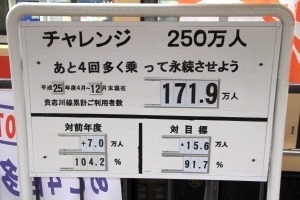 チャレンジ 250万人
あと4回多く乗って永続させよう
平成25年度4月～12月末現在
貴志川線累計ご利用者数 171.9 万人
対前年度 対目標
+7.0 万人 ▲15.6 万人
104.2 % 91.7 %